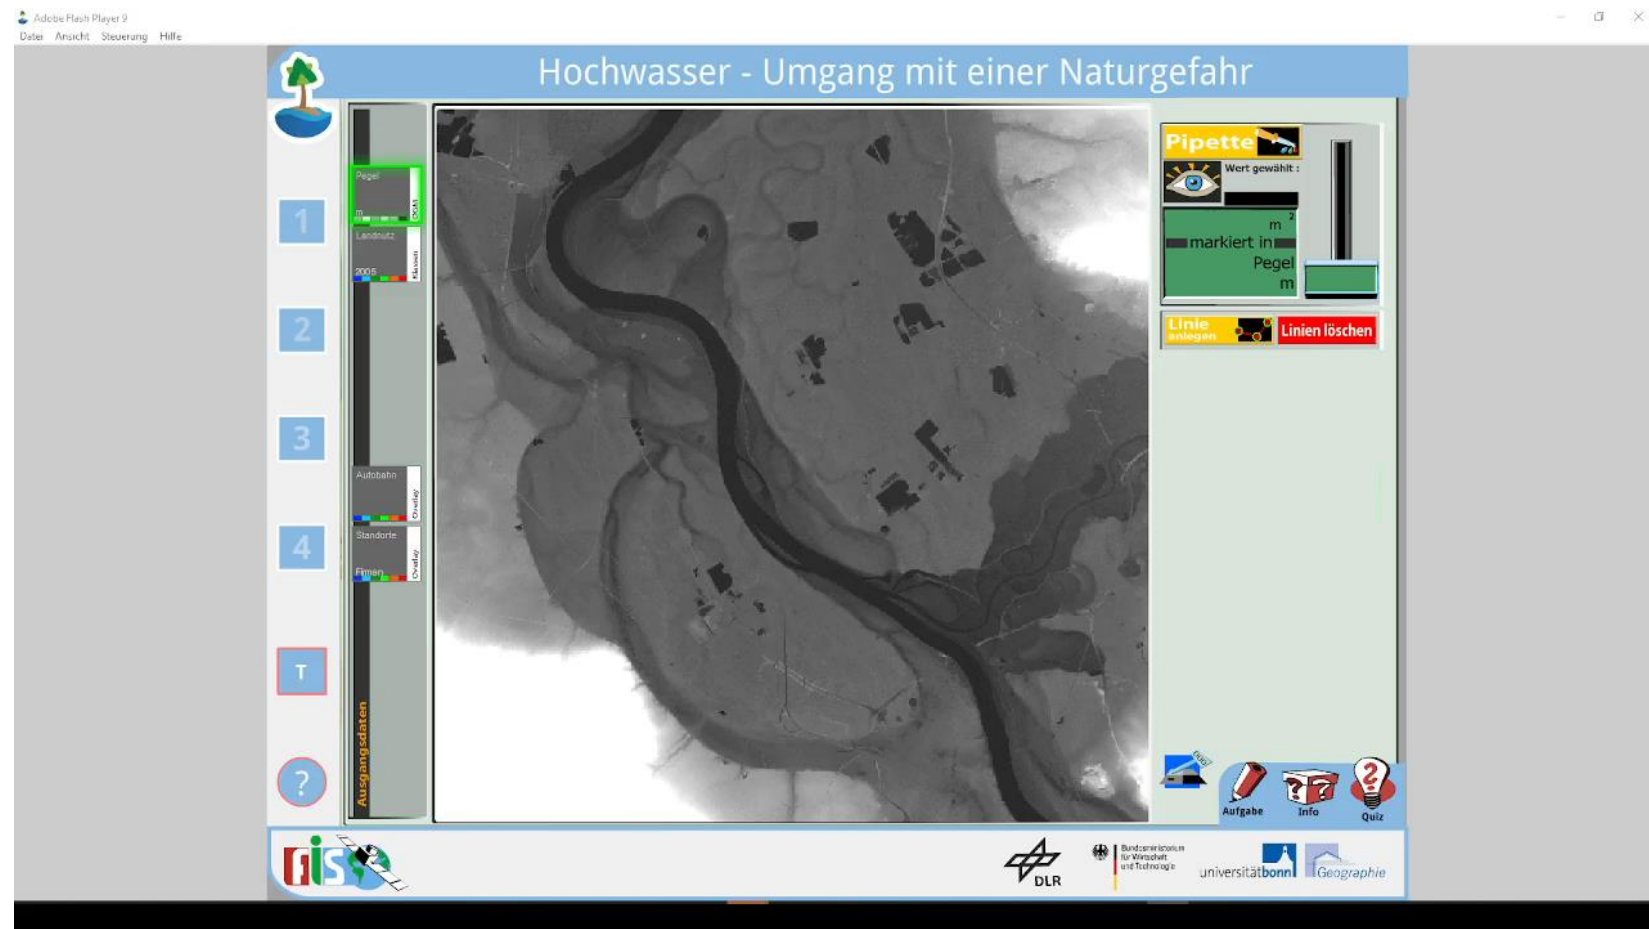 Adobe Flash Player 9
Datei Ansicht Steuerung Hilfe
Hochwasser - Umgang mit einer Naturgefahr
1
2
3
4
T
?
Pegel
m
DGM
Landnutz
2005
Klassen
Autobahn
Overlay
Standorte
Firmen
Overlay
Ausgangsdaten
Pipette
Wert gewählt :
m²
markiert in
Pegel
m
Linie
anlegen
Linien löschen
Aufgabe
Info
Quiz
fis
DLR
Bundesministerium
für Wirtschaft
und Technologie
universitätbonn
Geographie